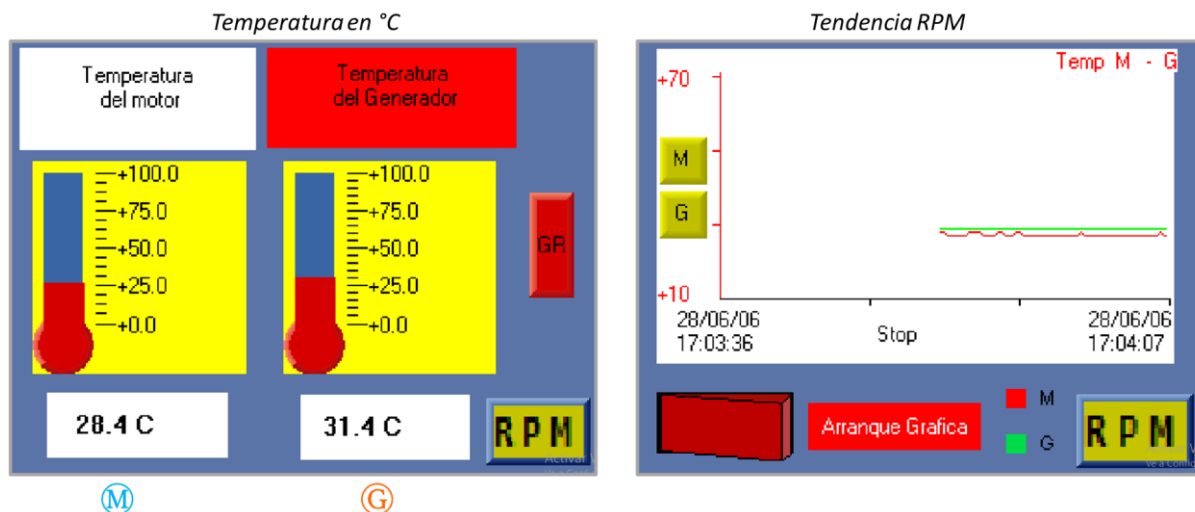 Temperatura en °C
Temperatura
del motor
Temperatura
del Generador
+100.0
+75.0
+50.0
+25.0
+0.0
+100.0
+75.0
+50.0
+25.0
+0.0
GR
28.4 C
31.4 C
RPM
M
G
Tendencia RPM
Temp M - G
+70
M
G
+10
28/06/06
17:03:36
Stop
28/06/06
17:04:07
Arranque Grafica
M
G
RPM